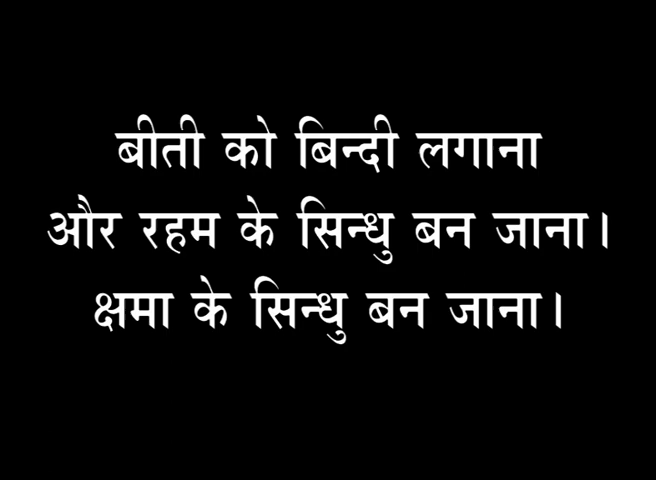 बीती को बिन्दी लगाना
और रहम के सिन्धु बन जाना।
क्षमा के सिन्धु बन जाना।